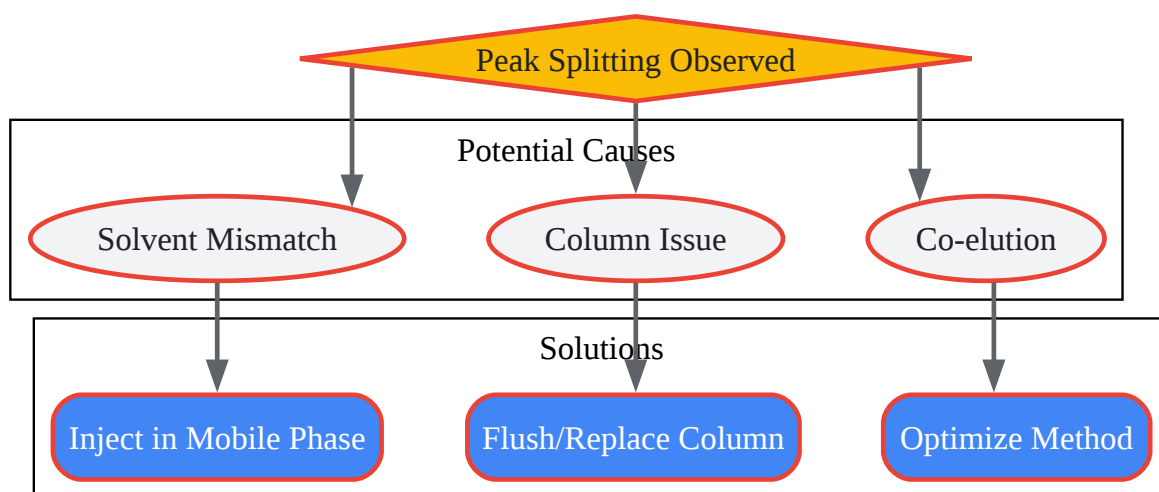 Peak Splitting Observed
Potential Causes
Solvent Mismatch
Column Issue
Co-elution
Solutions
Inject in Mobile Phase
Flush/Replace Column
Optimize Method